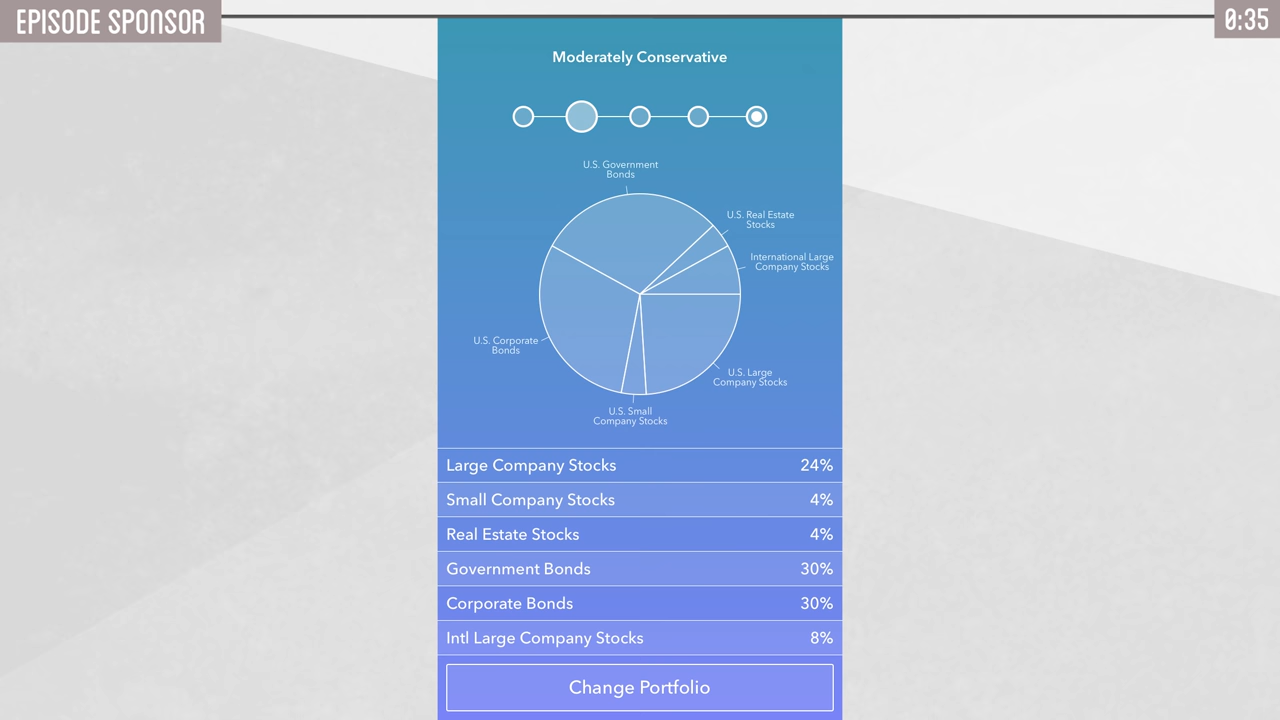 EPISODE SPONSOR
0:35
Moderately Conservative
U.S. Government
Bonds
U.S. Real Estate
Stocks
International Large
Company Stocks
U.S. Corporate
Bonds
U.S. Large
Company Stocks
U.S. Small
Company Stocks
Large Company Stocks 24%
Small Company Stocks 4%
Real Estate Stocks 4%
Government Bonds 30%
Corporate Bonds 30%
Intl Large Company Stocks 8%
Change Portfolio